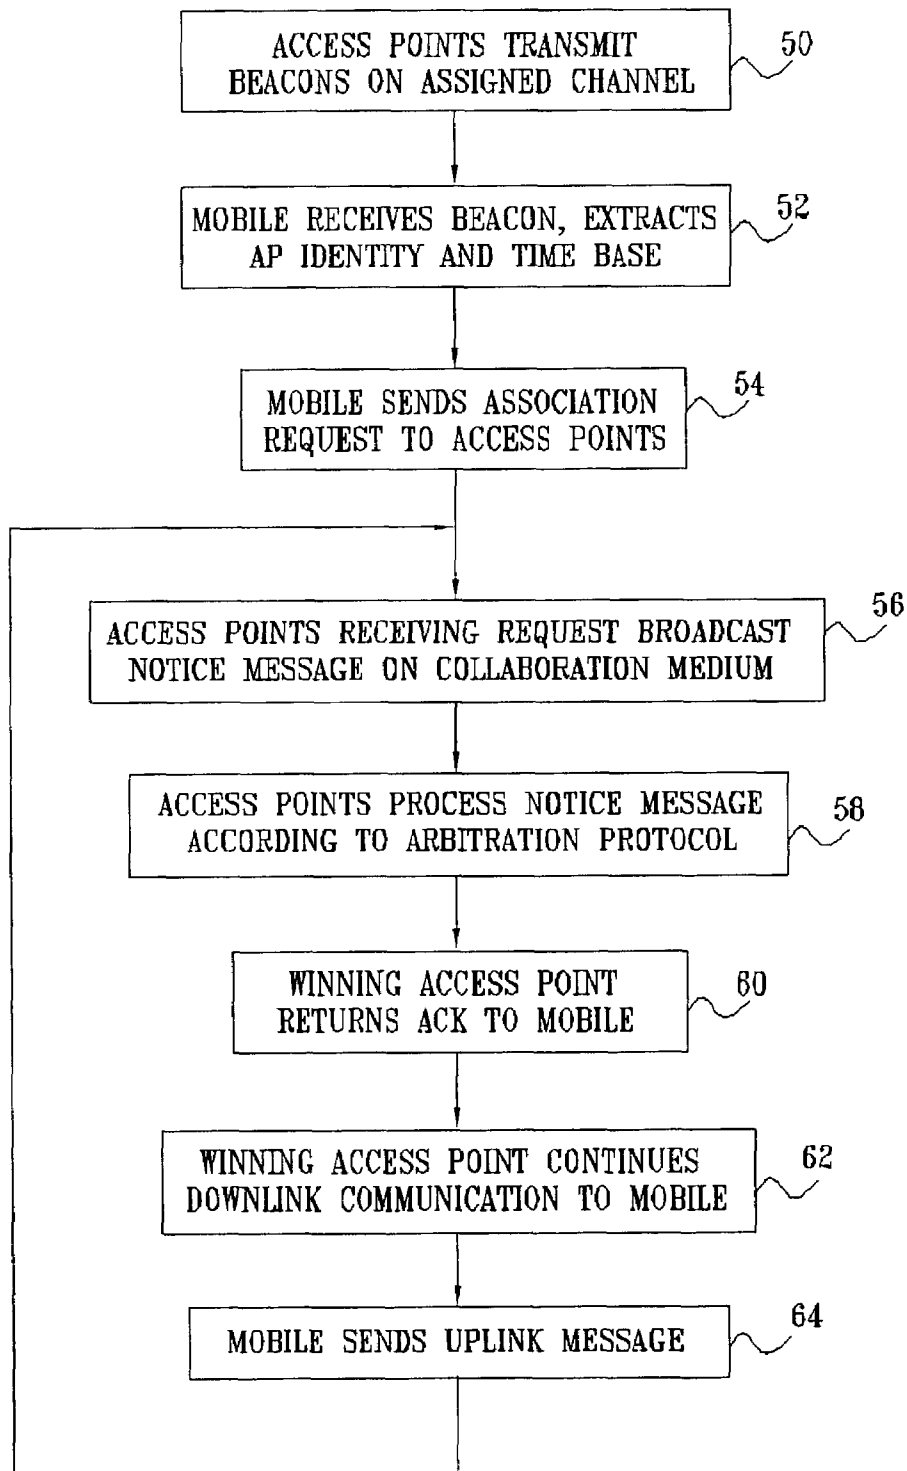 ACCESS POINTS TRANSMIT
BEACONS ON ASSIGNED CHANNEL
50
MOBILE RECEIVES BEACON, EXTRACTS
AP IDENTITY AND TIME BASE
52
MOBILE SENDS ASSOCIATION
REQUEST TO ACCESS POINTS
54
ACCESS POINTS RECEIVING REQUEST BROADCAST
NOTICE MESSAGE ON COLLABORATION MEDIUM
56
ACCESS POINTS PROCESS NOTICE MESSAGE
ACCORDING TO ARBITRATION PROTOCOL
58
WINNING ACCESS POINT
RETURNS ACK TO MOBILE
60
WINNING ACCESS POINT CONTINUES
DOWNLINK COMMUNICATION TO MOBILE
62
MOBILE SENDS UPLINK MESSAGE
64